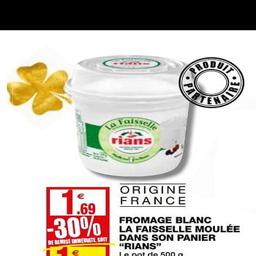 PRODUIT
PARTENAIRE
La Faisselle
rians
1€
,69
-30%
DE REMISE IMMÉDIATE, SOIT
1€
ORIGINE
FRANCE
FROMAGE BLANC
LA FAISSELLE MOULÉE
DANS SON PANIER
"RIANS"
Le pot de 500 g